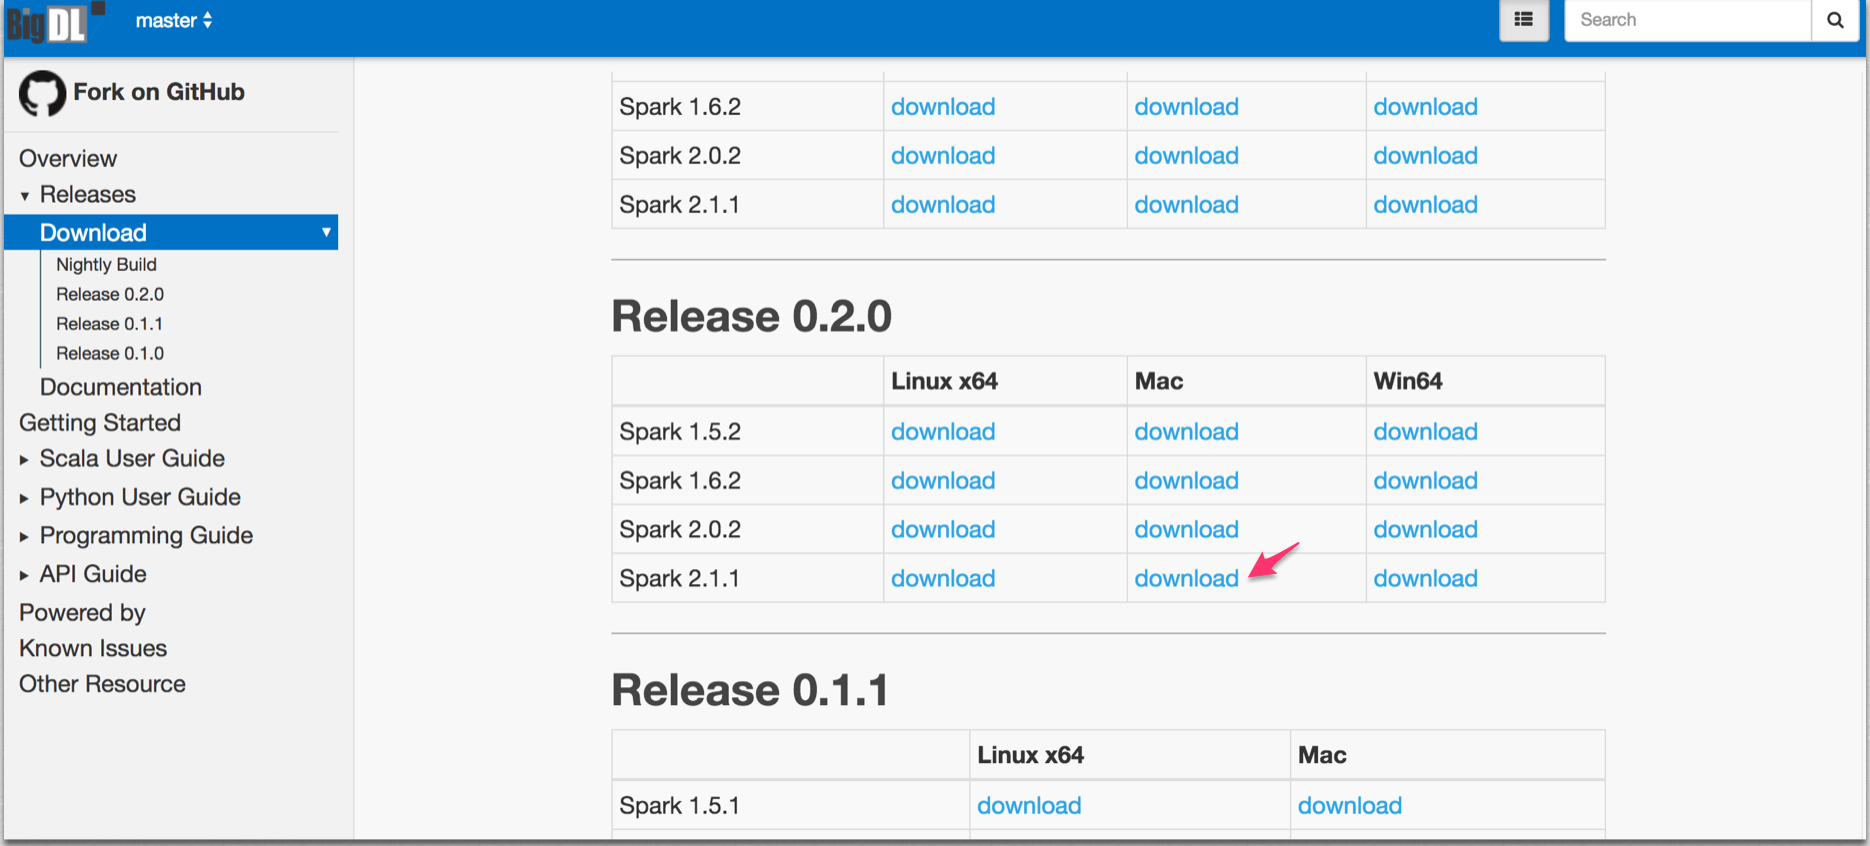 BigDL master Search
Fork on GitHub
Overview
Releases
Download
Nightly Build
Release 0.2.0
Release 0.1.1
Release 0.1.0
Documentation
Getting Started
Scala User Guide
Python User Guide
Programming Guide
API Guide
Powered by
Known Issues
Other Resource
Spark 1.6.2 download download download
Spark 2.0.2 download download download
Spark 2.1.1 download download download
Release 0.2.0
Linux x64 Mac Win64
Spark 1.5.2 download download download
Spark 1.6.2 download download download
Spark 2.0.2 download download download
Spark 2.1.1 download download download
Release 0.1.1
Linux x64 Mac
Spark 1.5.1 download download